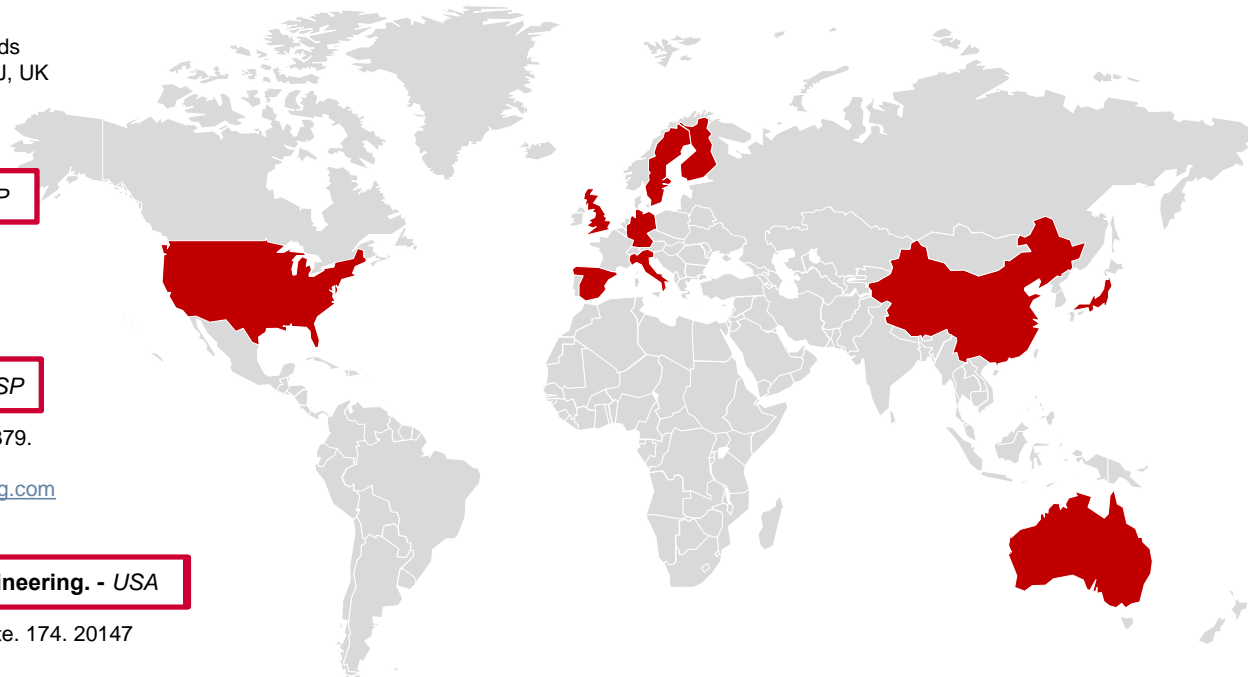 ds
J, UK
P
SP
379.
g.com
ineering. - USA
te. 174. 20147